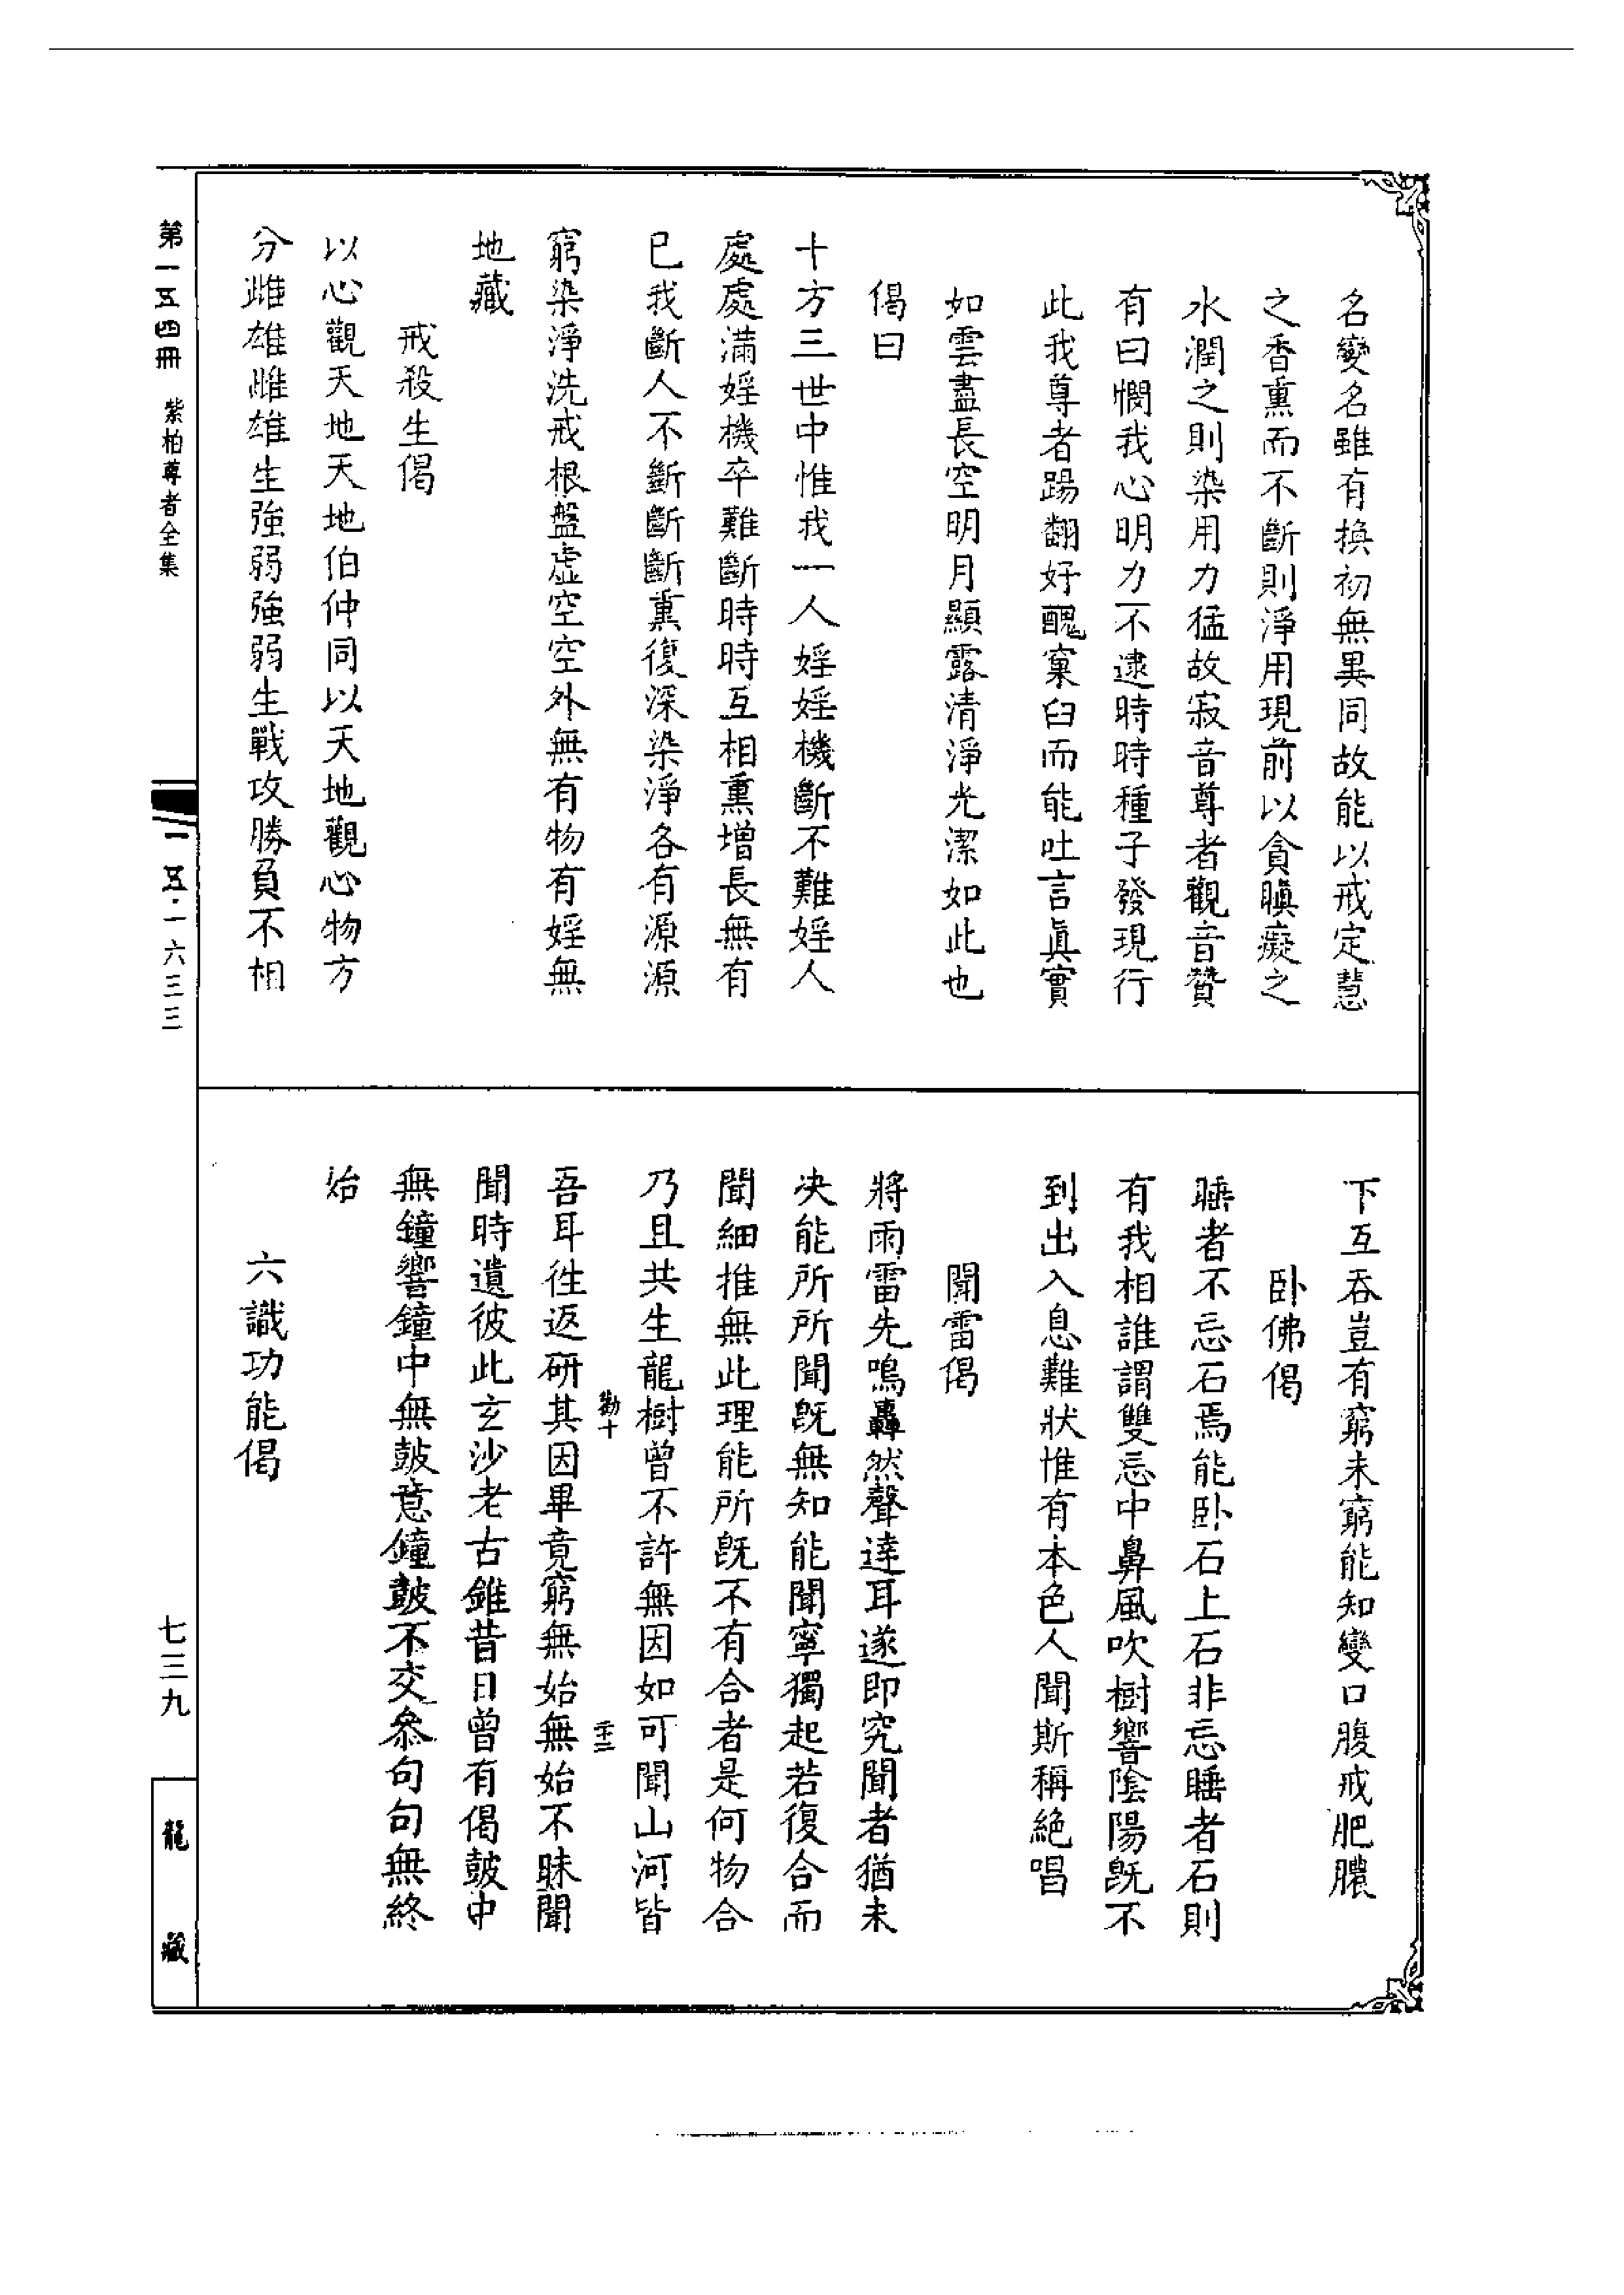 名變名雖有換初無異同故能以戒定慧
之香熏而不斷則淨用現前以貪瞋癡之
水潤之則染用力猛故寂音尊者觀音贊
有曰憫我心明力不逮時時種子發現行
此我尊者踢翻好醜窠臼而能吐言眞實
如雲盡長空明月顯露清淨光潔如此也
偈曰
十方三世中惟我一人婬婬機斷不難婬人
處處滿婬機卒難斷時時互相熏增長無有
已我斷人不斷斷斷熏復深染淨各有源源
窮染淨洗戒根盤虛空空外無有物有婬無
地藏
戒殺生偈
以心觀天地天地伯仲同以天地觀心物方
分雌雄雌雄生強弱強弱生戰攻勝負不相
下互吞豈有窮未窮能知變口腹戒肥膿
卧佛偈
睡者不忘石焉能卧石上石非忘睡者石則
有我相誰謂雙忘中鼻風吹樹響陰陽既不
到出入息難狀惟有本色人聞斯稱絕唱
聞雷偈
將雨雷先鳴轟然聲達耳遂即究聞者猶未
決能所所聞既無知能聞寧獨起若復合而
聞細推無此理能所既不有合者是何物合
乃且共生龍樹曾不許無因如可聞山河皆
勤十
二十二
吾耳往返研其因畢竟窮無始無始不昧聞
聞時遺彼此玄沙老古錐昔日曾有偈鼓中
無鐘響鐘中無鼓意鐘鼓不交參句句無終
始
六識功能偈
第一五四冊
紫柏尊者全集
一五·一六三三
七三九
龍藏